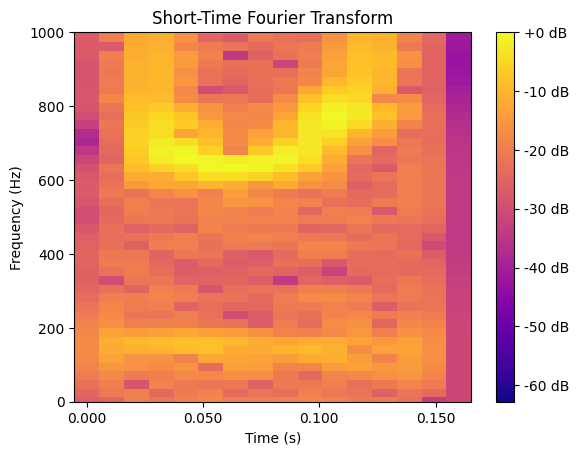 Short-Time Fourier Transform
1000
800
600
400
200
0
Frequency (Hz)
0.000
0.050
0.100
0.150
Time (s)
+0 dB
-10 dB
-20 dB
-30 dB
-40 dB
-50 dB
-60 dB